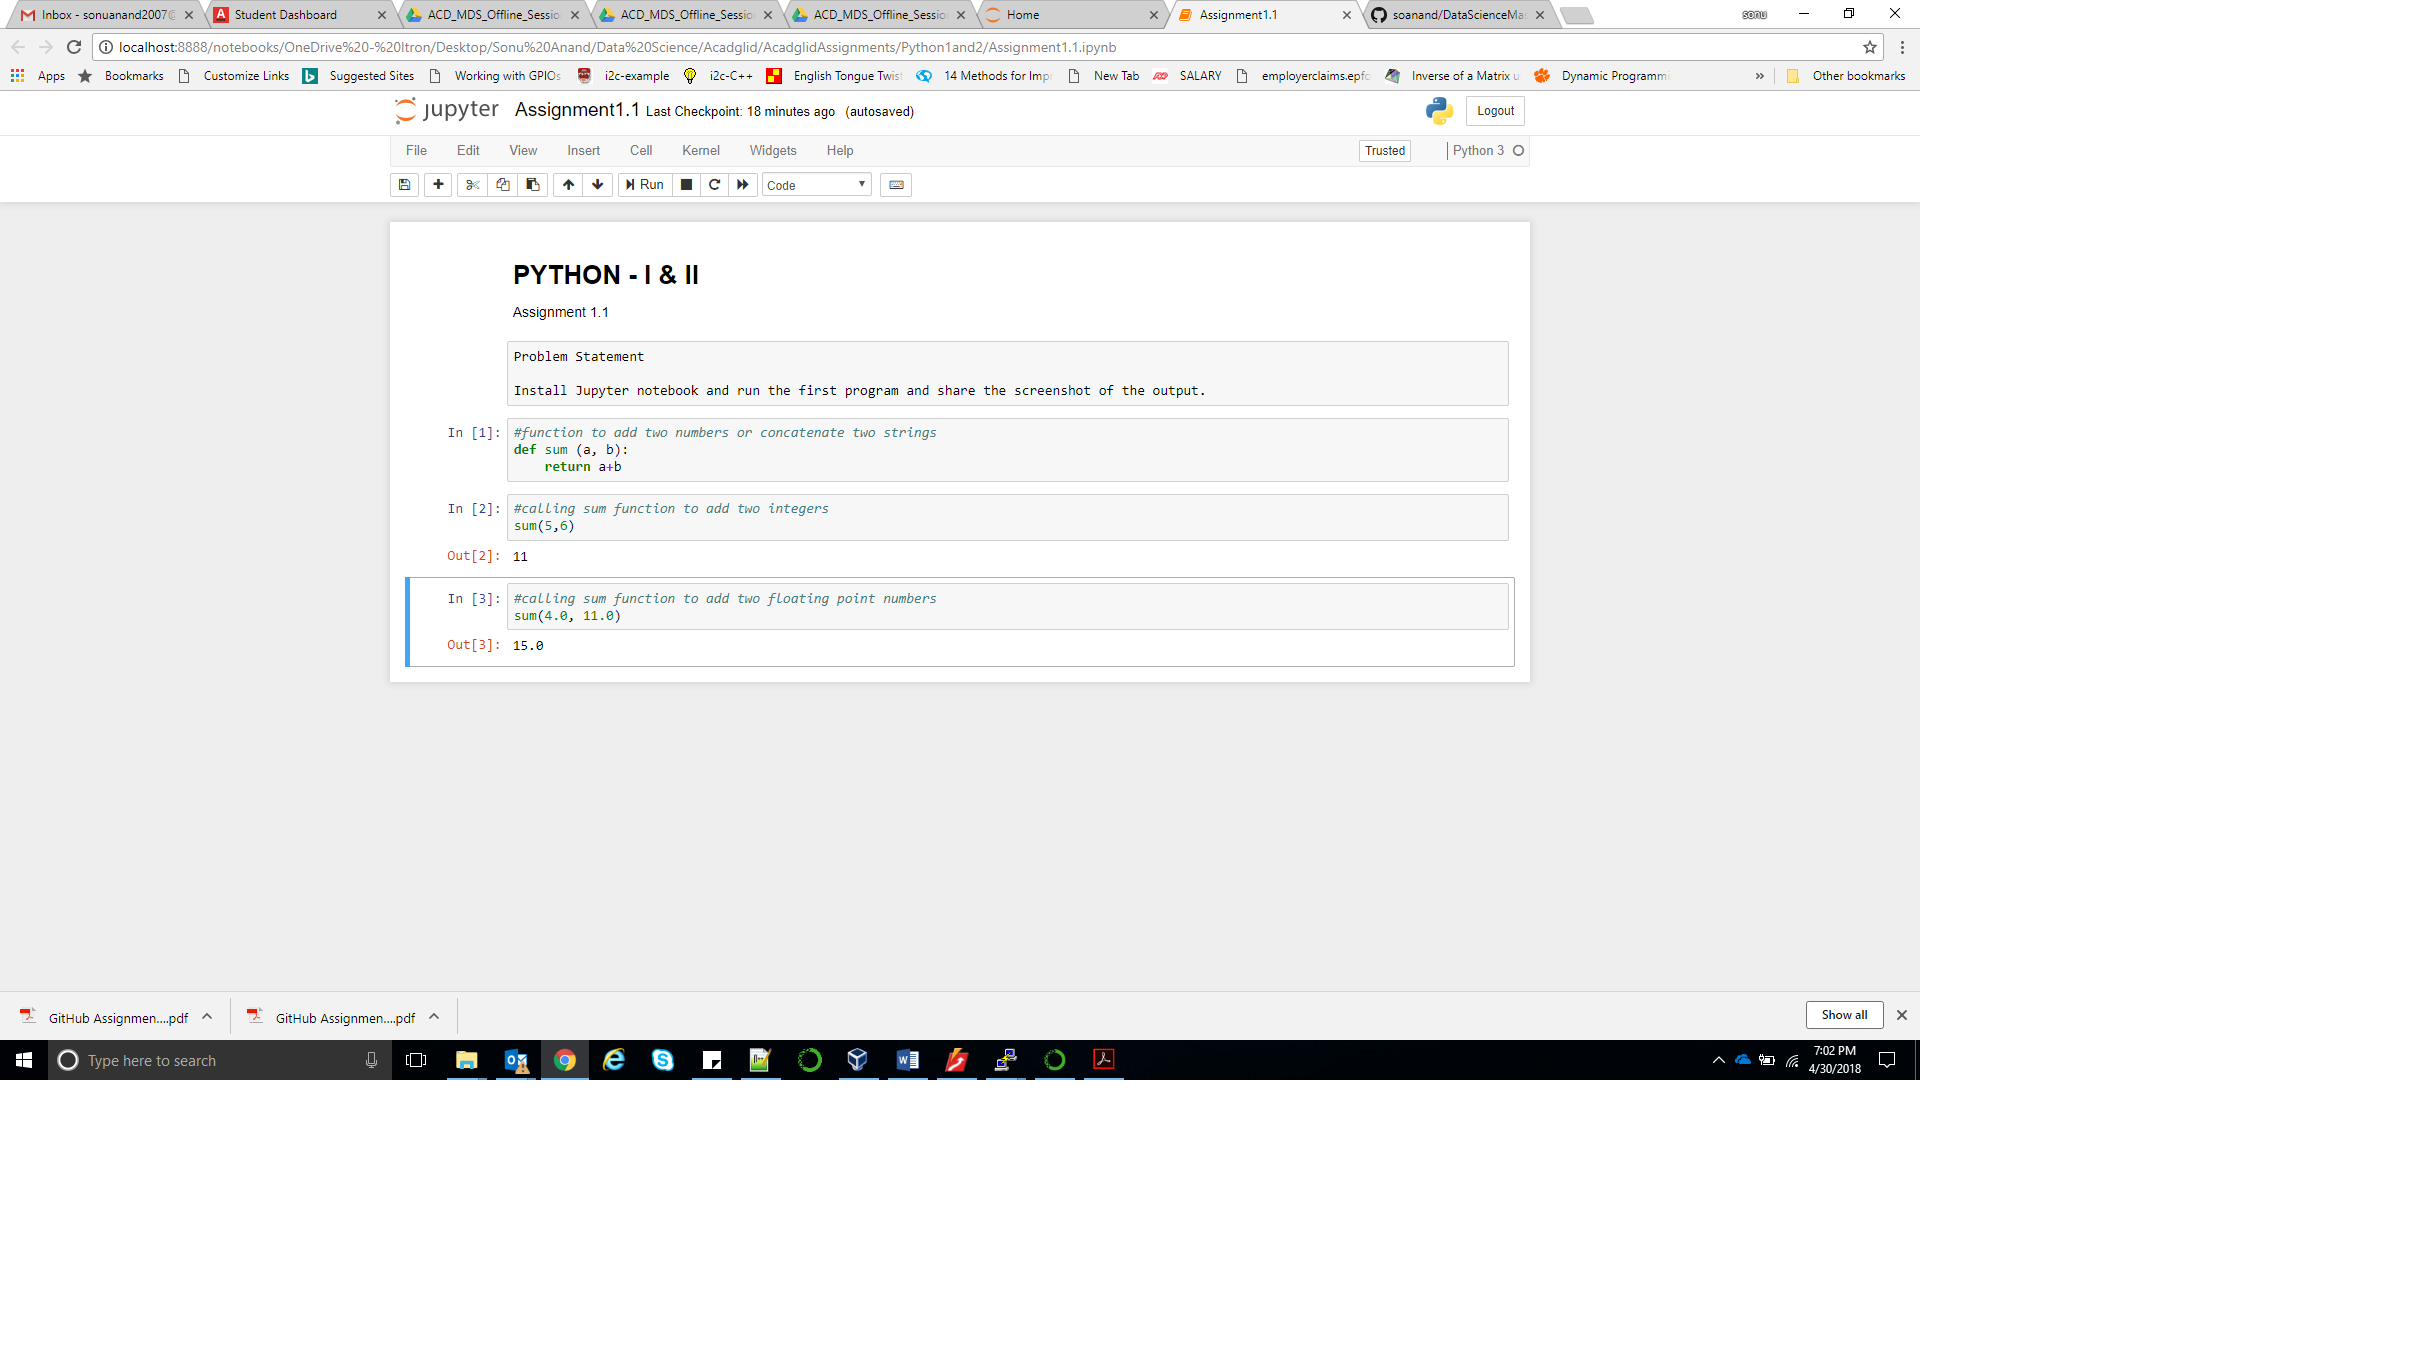 Inbox - sonuanand2007@
Student Dashboard
ACD_MDS_Offline_Sessio
ACD_MDS_Offline_Sessio
ACD_MDS_Offline_Sessio
Home
Assignment1.1
soanand/DataScienceMa
sonu
localhost:8888/notebooks/OneDrive%20-%20Itron/Desktop/Sonu%20Anand/Data%20Science/Acadglid/AcadglidAssignments/Python1and2/Assignment1.1.ipynb
Apps Bookmarks Customize Links Suggested Sites Working with GPIOs i2c-example i2c-C++ English Tongue Twist 14 Methods for Impr New Tab SALARY employerclaims.epfc Inverse of a Matrix u Dynamic Programmi » Other bookmarks
jupyter Assignment1.1 Last Checkpoint: 18 minutes ago (autosaved) Logout
File Edit View Insert Cell Kernel Widgets Help Trusted Python 3
Run Code
PYTHON - I & II
Assignment 1.1
Problem Statement
Install Jupyter notebook and run the first program and share the screenshot of the output.
In [1]: #function to add two numbers or concatenate two strings
def sum (a, b):
return a+b
In [2]: #calling sum function to add two integers
sum(5,6)
Out[2]: 11
In [3]: #calling sum function to add two floating point numbers
sum(4.0, 11.0)
Out[3]: 15.0
GitHub Assignmen....pdf GitHub Assignmen....pdf Show all
Type here to search
7:02 PM
4/30/2018